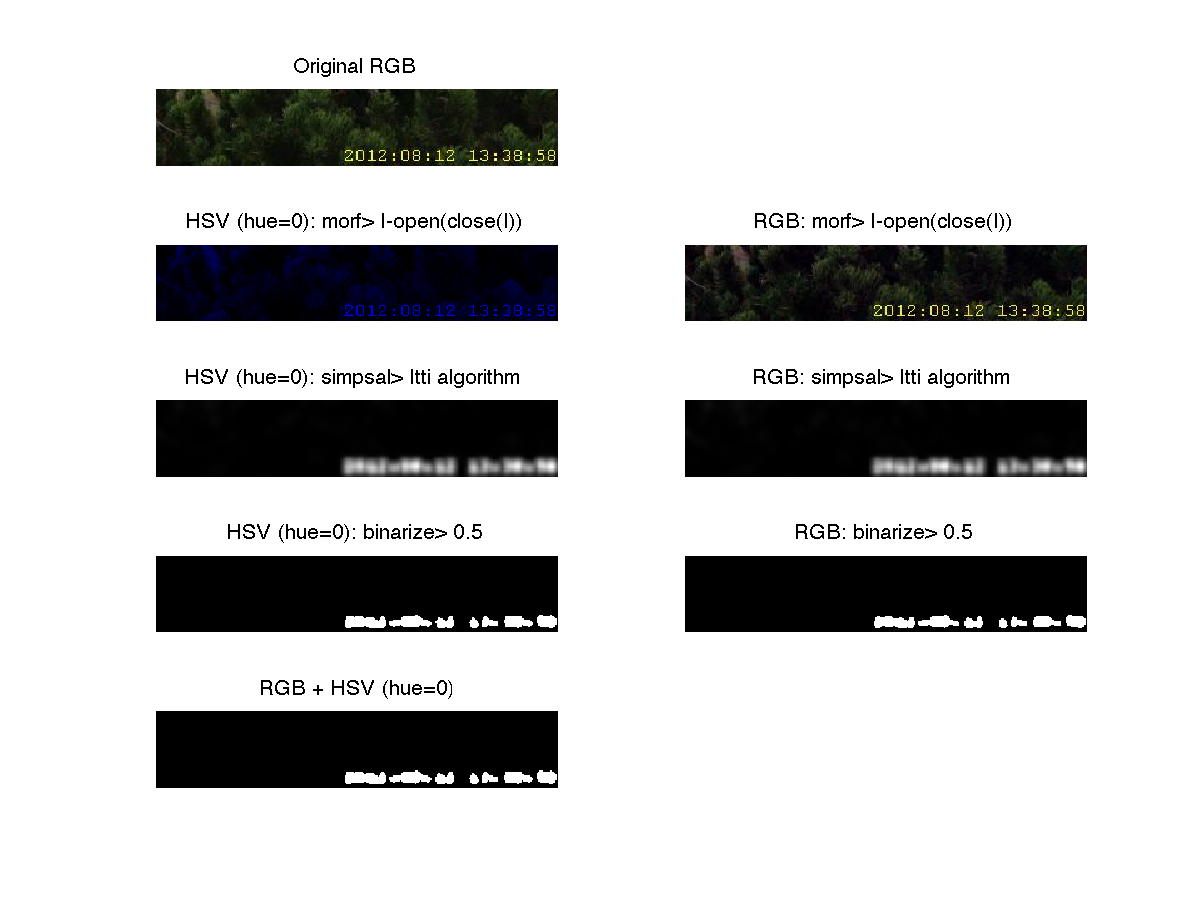 Original RGB
2012:08:12 13:38:58
HSV (hue=0): morf> I-open(close(I))
RGB: morf> I-open(close(I))
2012:08:12 13:38:58
2012:08:12 13:38:58
HSV (hue=0): simpsal> Itti algorithm
RGB: simpsal> Itti algorithm
HSV (hue=0): binarize> 0.5
RGB: binarize> 0.5
RGB + HSV (hue=0)